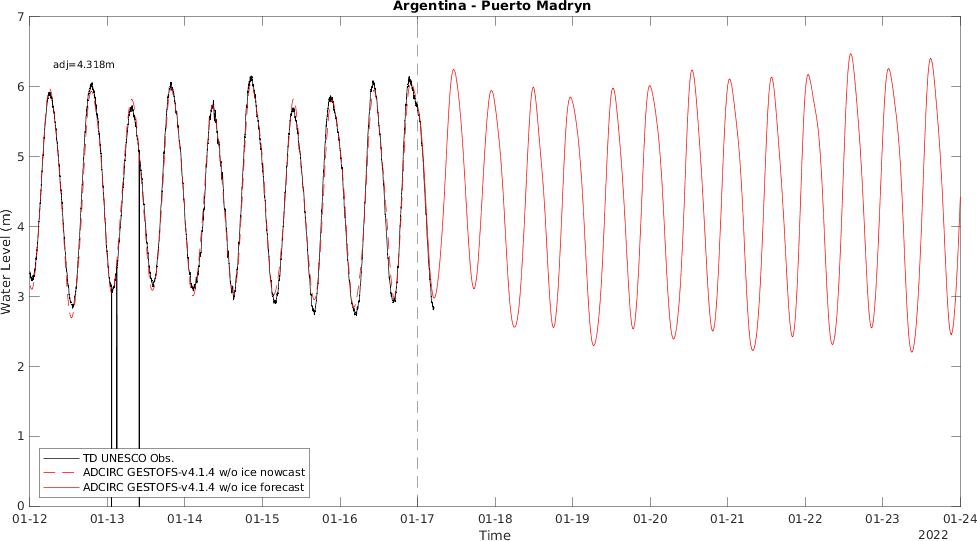 Argentina - Puerto Madryn
adj=4.318m
Water Level (m)
7
6
5
4
3
2
1
0
TD UNESCO Obs.
ADCIRC GESTOFS-v4.1.4 w/o ice nowcast
ADCIRC GESTOFS-v4.1.4 w/o ice forecast
01-12 01-13 01-14 01-15 01-16 01-17 01-18 01-19 01-20 01-21 01-22 01-23 01-24
Time
2022